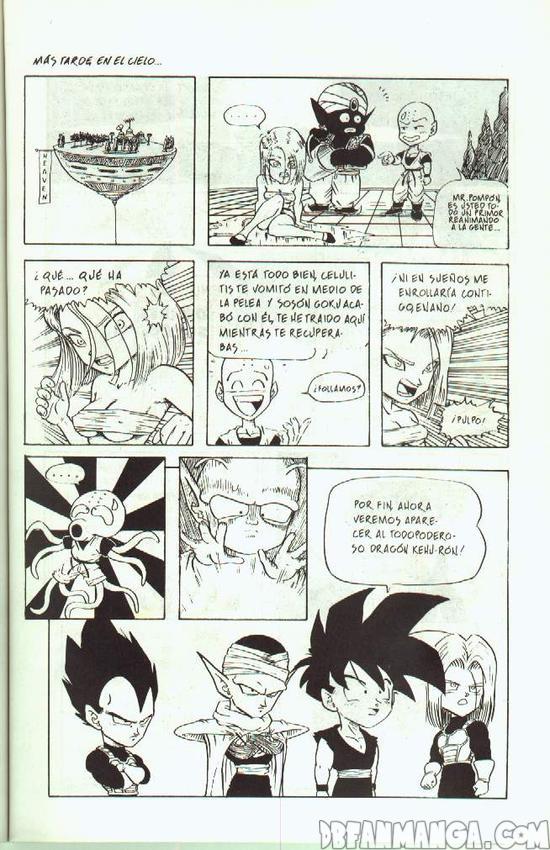 MÁS TARDE EN EL CIELO...
HEAVEN
....
MR. POMPÓN,
ES USTED TO-
DO UN PRIMOR
REANIMANDO
A LA GENTE...
¿QUÉ... QUÉ HA
PASADO?
YA ESTÁ TODO BIEN, CELULI-
TIS TE VOMITÓ EN MEDIO DE
LA PELEA Y SOSÓN GOKU ACA-
BÓ CON ÉL, TE HE TRAIDO AQUÍ
MIENTRAS TE RECUPERA-
BAS...
¿FOLLAMOS?
¡NI EN SUEÑOS ME
ENROLLARÍA CONTI-
GO, ENANO!
¡PULPO!
....
POR FIN, AHORA
VEREMOS APARE-
CER AL TODOPODERO-
SO DRAGÓN KENJI-RON!
DBFANMANGA.COM